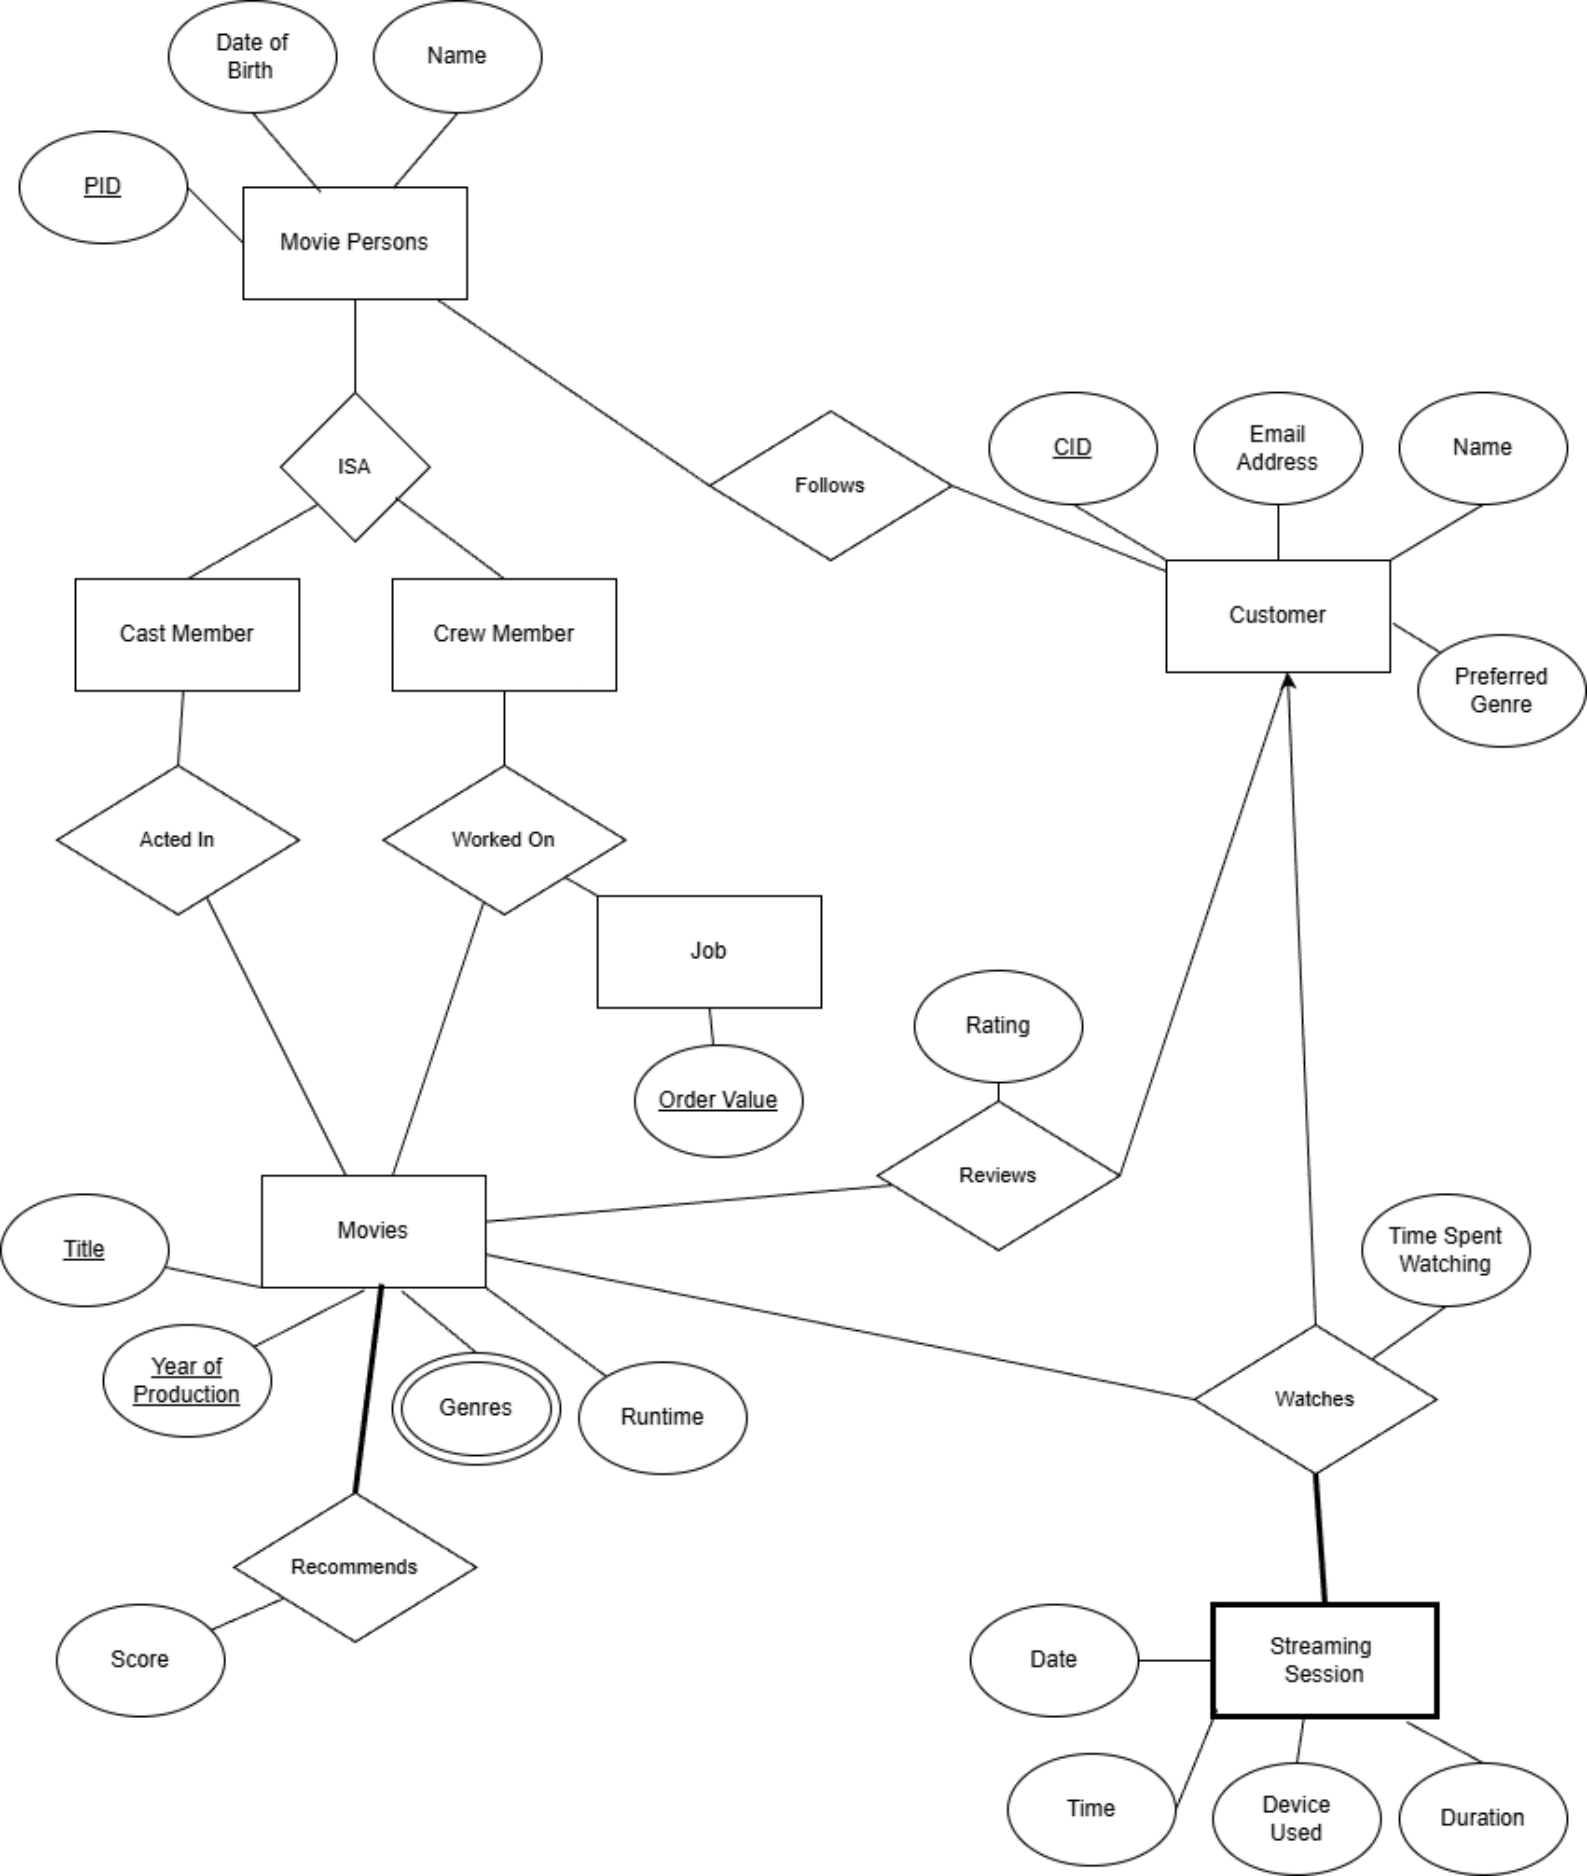 Date of
Birth
Name
PID
Movie Persons
ISA
Follows
CID
Email
Address
Name
Cast Member
Crew Member
Customer
Preferred
Genre
Acted In
Worked On
Job
Rating
Order Value
Reviews
Movies
Title
Time Spent
Watching
Year of
Production
Genres
Runtime
Watches
Recommends
Score
Date
Streaming
Session
Time
Device
Used
Duration